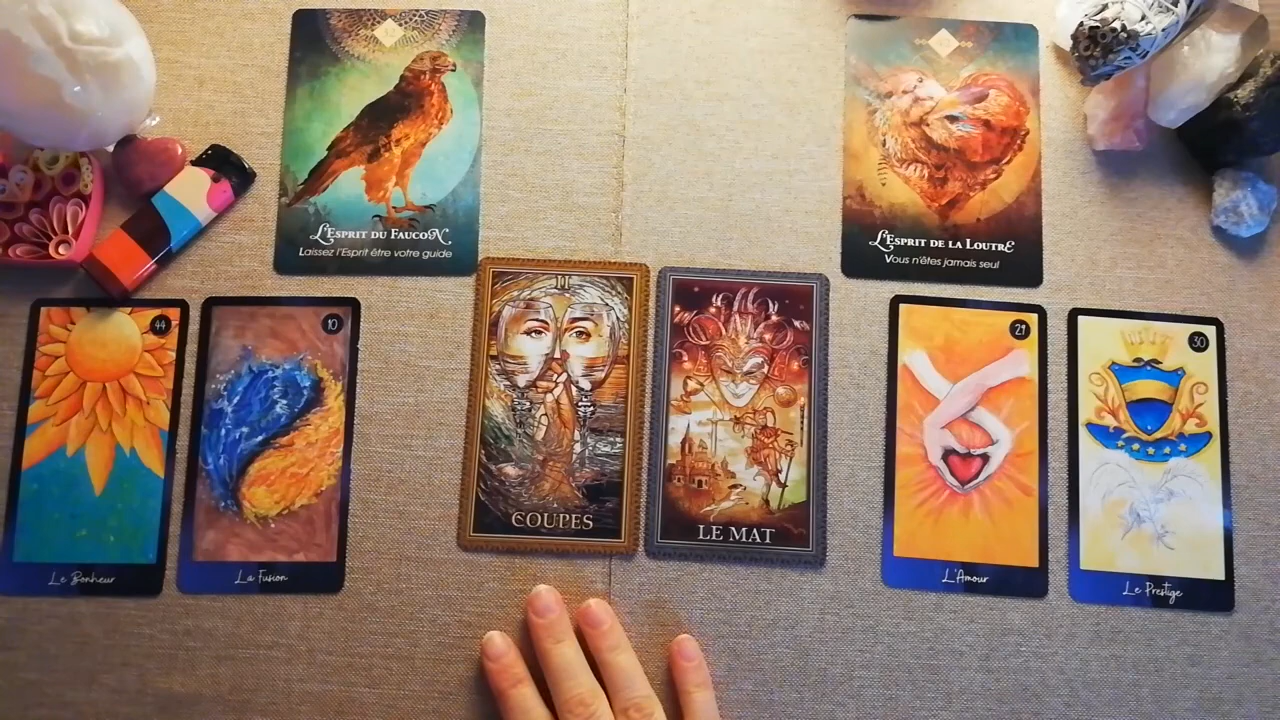 L'Esprit du Faucon
Laissez l'Esprit être votre guide
L'Esprit de la Loutre
Vous n'êtes jamais seul
44
Le Bonheur
10
La Fusion
II
COUPES
LE MAT
L'Amour
30
Le Prestige